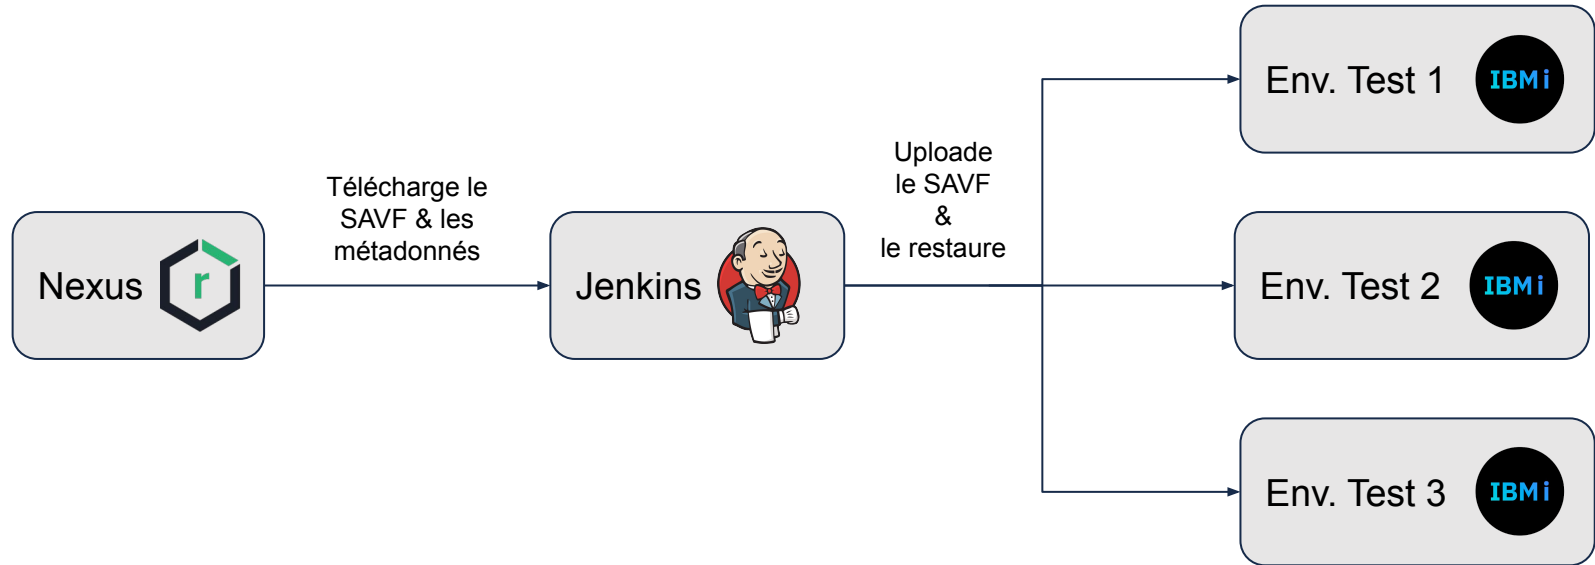 Nexus
r
Télécharge le
SAVF & les
métadonnés
Jenkins
Uploade
le SAVF
&
le restaure
Env. Test 1
IBM i
Env. Test 2
IBM i
Env. Test 3
IBM i